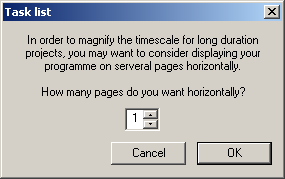 Task list
In order to magnify the timescale for long duration
projects, you may want to consider displaying your
programme on serveral pages horizontally.
How many pages do you want horizontally?
1
Cancel OK